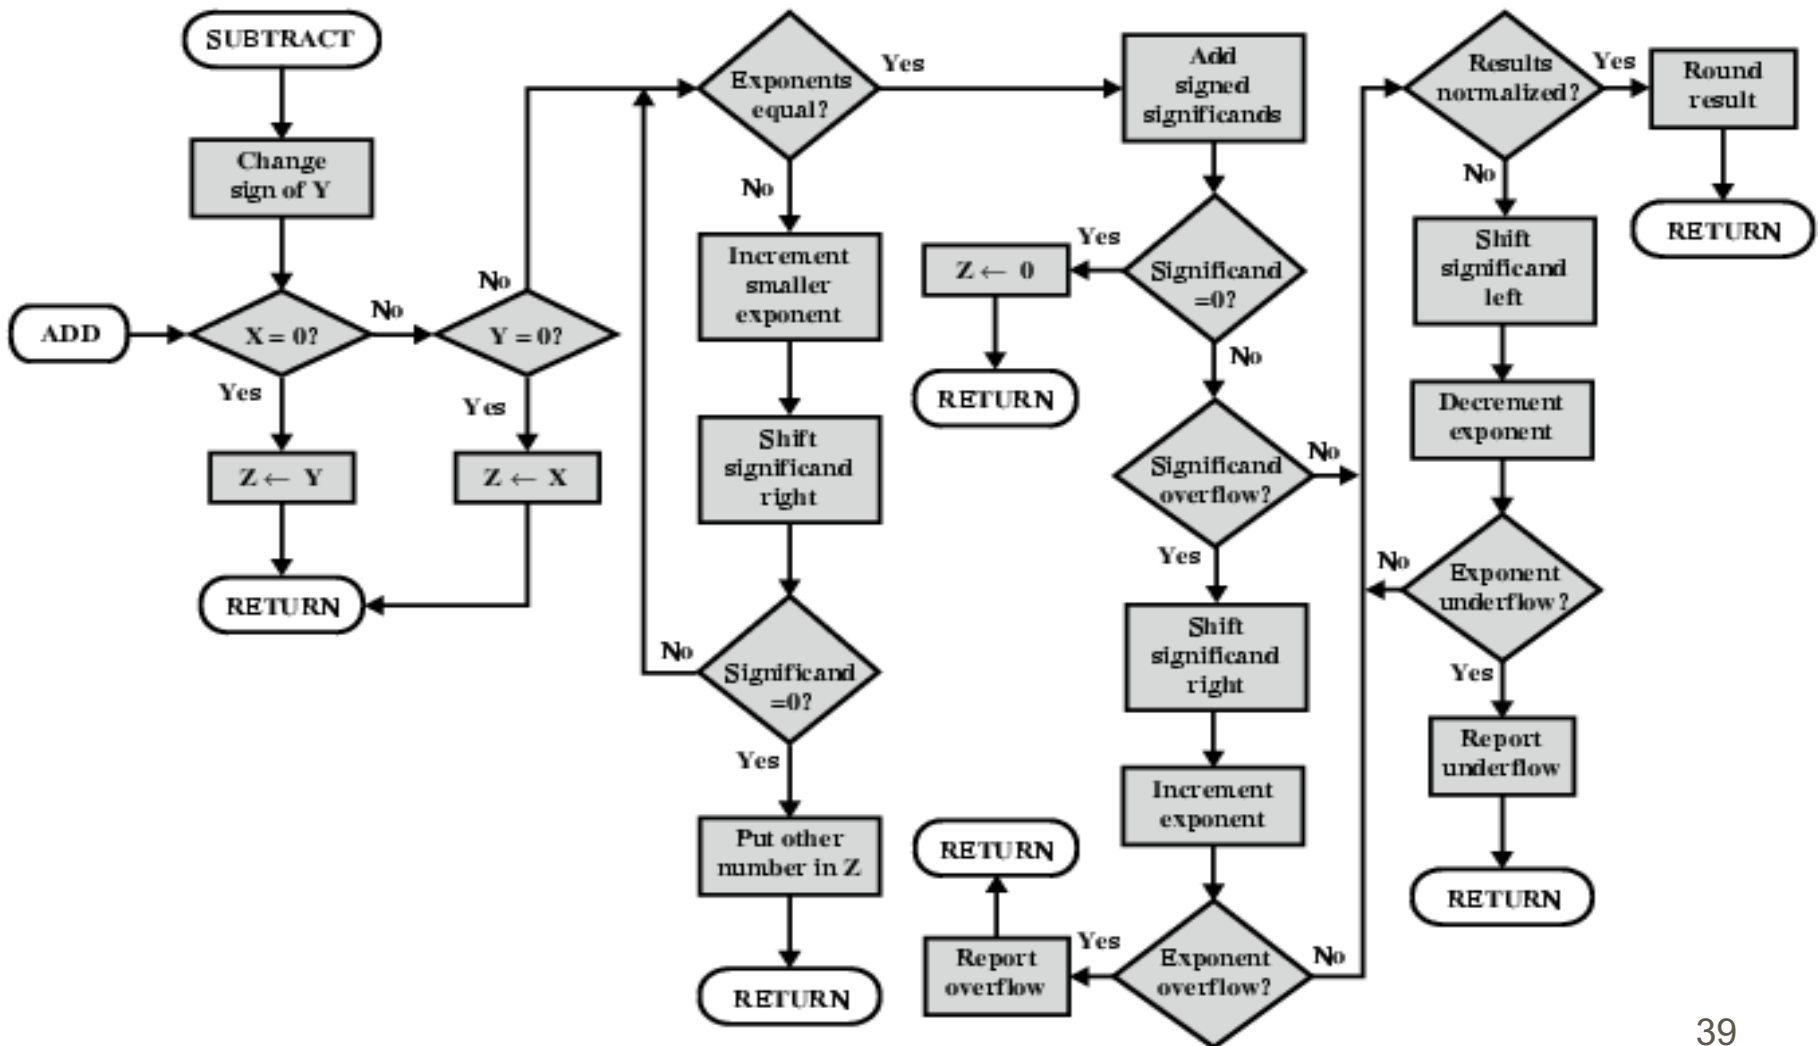 SUBTRACT
Change
sign of Y
ADD
X = 0?
No
Yes
Z ← Y
RETURN
Y = 0?
No
Yes
Z ← X
Exponents
equal?
Yes
No
Increment
smaller
exponent
Shift
significand
right
Significand
=0?
No
Yes
Put other
number in Z
RETURN
Add
signed
significands
Significand
=0?
Yes
Z ← 0
RETURN
No
Significand
overflow?
No
Yes
Shift
significand
right
Increment
exponent
Exponent
overflow?
Yes
Report
overflow
RETURN
No
Results
normalized?
Yes
Round
result
RETURN
No
Shift
significand
left
Decrement
exponent
Exponent
underflow?
No
Yes
Report
underflow
RETURN
39